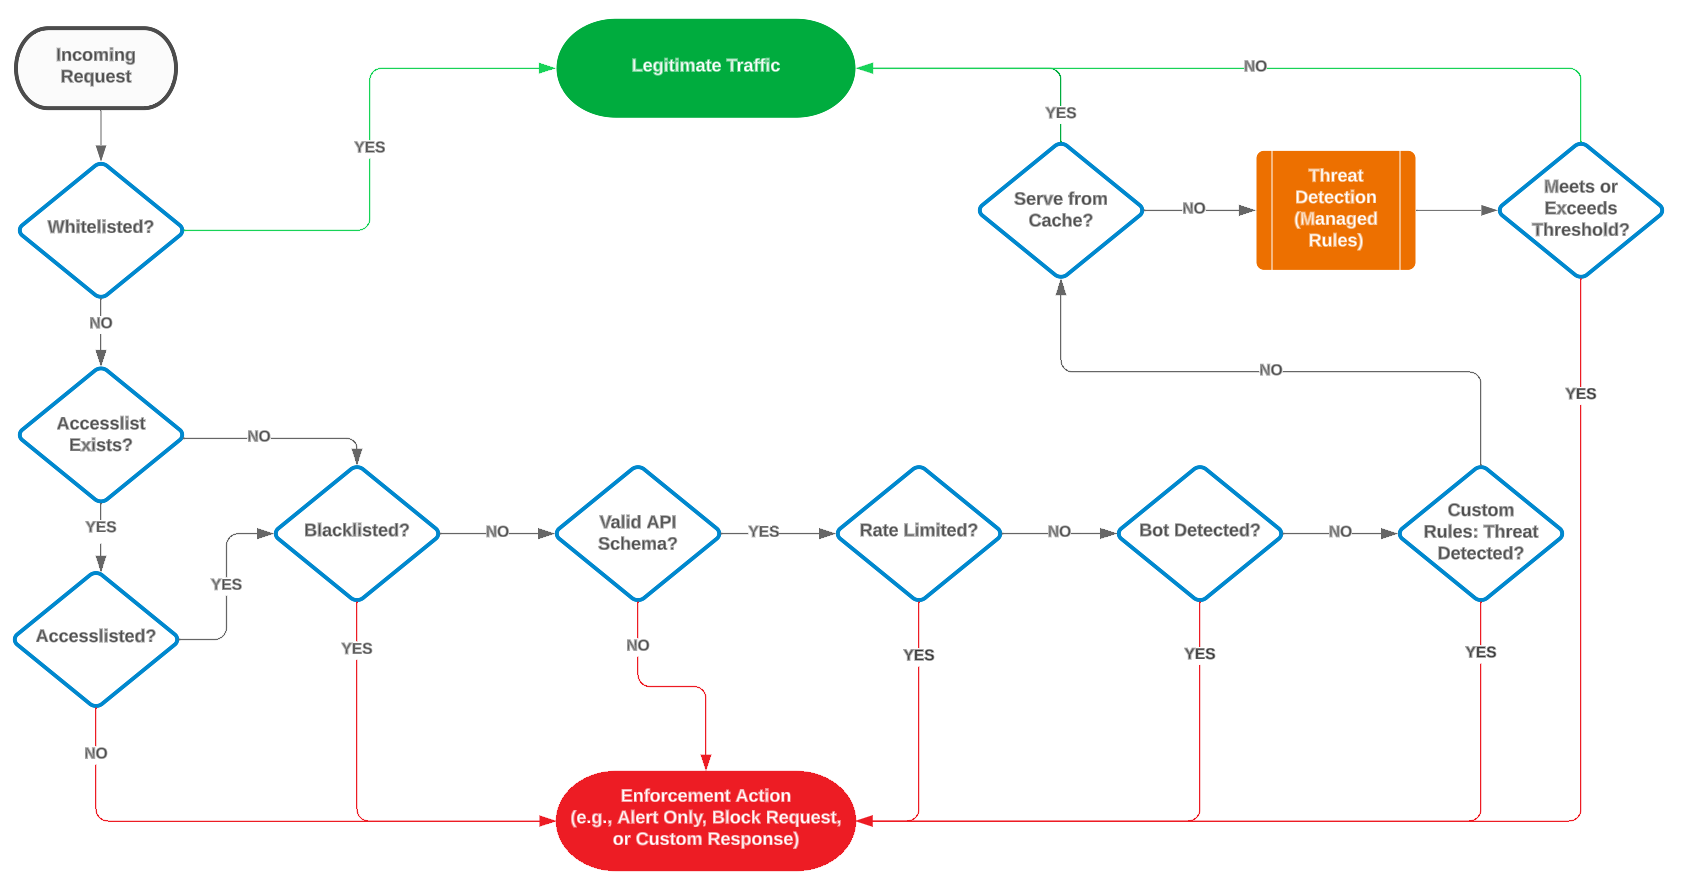 Incoming
Request
Legitimate Traffic
NO
YES
YES
Whitelisted?
Serve from
Cache?
NO
Threat
Detection
(Managed
Rules)
Meets or
Exceeds
Threshold?
NO
NO
YES
Accesslist
Exists?
NO
YES
Blacklisted?
NO
Valid API
Schema?
YES
Rate Limited?
NO
Bot Detected?
NO
Custom
Rules: Threat
Detected?
YES
Accesslisted?
YES
NO
YES
YES
YES
NO
Enforcement Action
(e.g., Alert Only, Block Request,
or Custom Response)